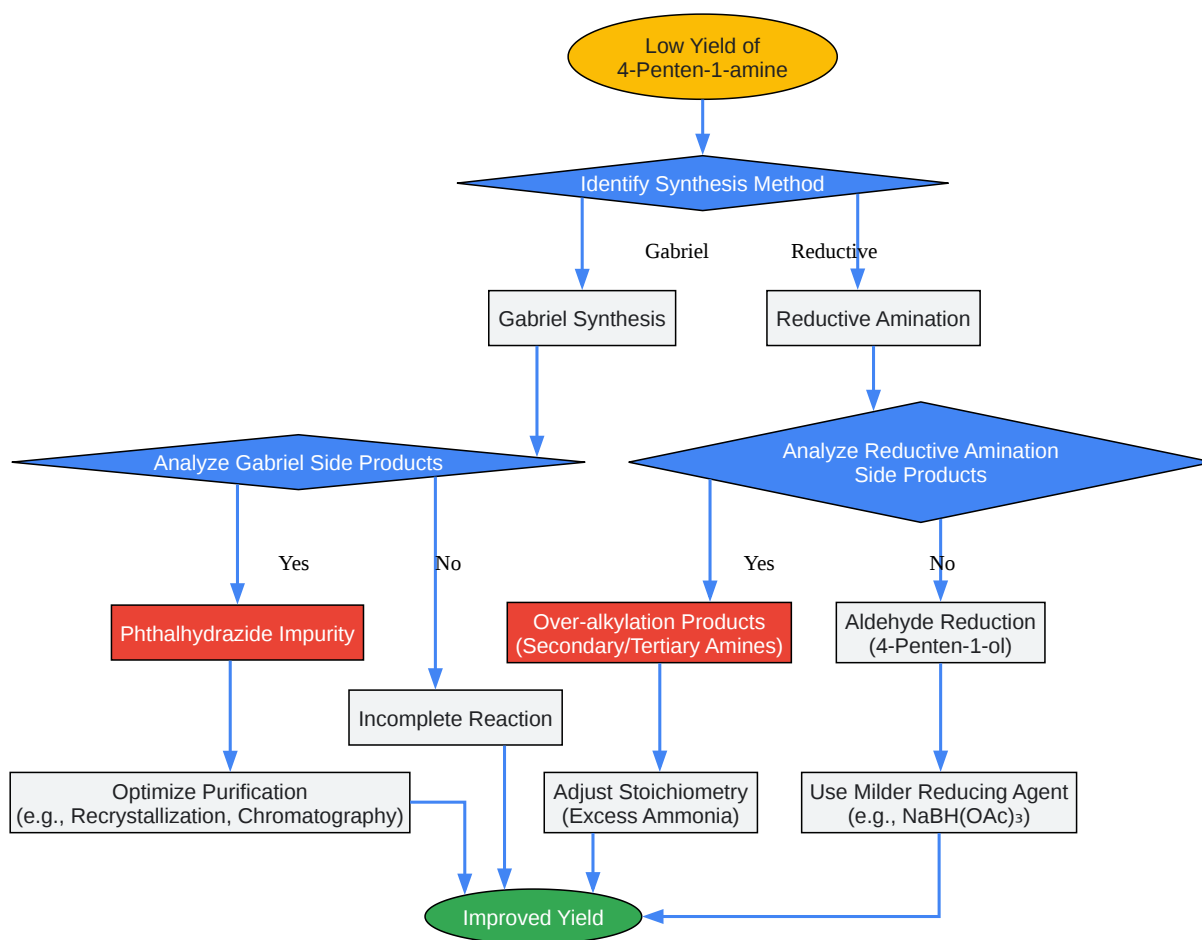 Low Yield of
4-Penten-1-amine
Identify Synthesis Method
Gabriel
Reductive
Gabriel Synthesis
Reductive Amination
Analyze Gabriel Side Products
Analyze Reductive Amination
Side Products
Yes
No
Yes
No
Phthalhydrazide Impurity
Over-alkylation Products
(Secondary/Tertiary Amines)
Aldehyde Reduction
(4-Penten-1-ol)
Incomplete Reaction
Optimize Purification
(e.g., Recrystallization, Chromatography)
Adjust Stoichiometry
(Excess Ammonia)
Use Milder Reducing Agent
(e.g., NaBH(OAc)₃)
Improved Yield